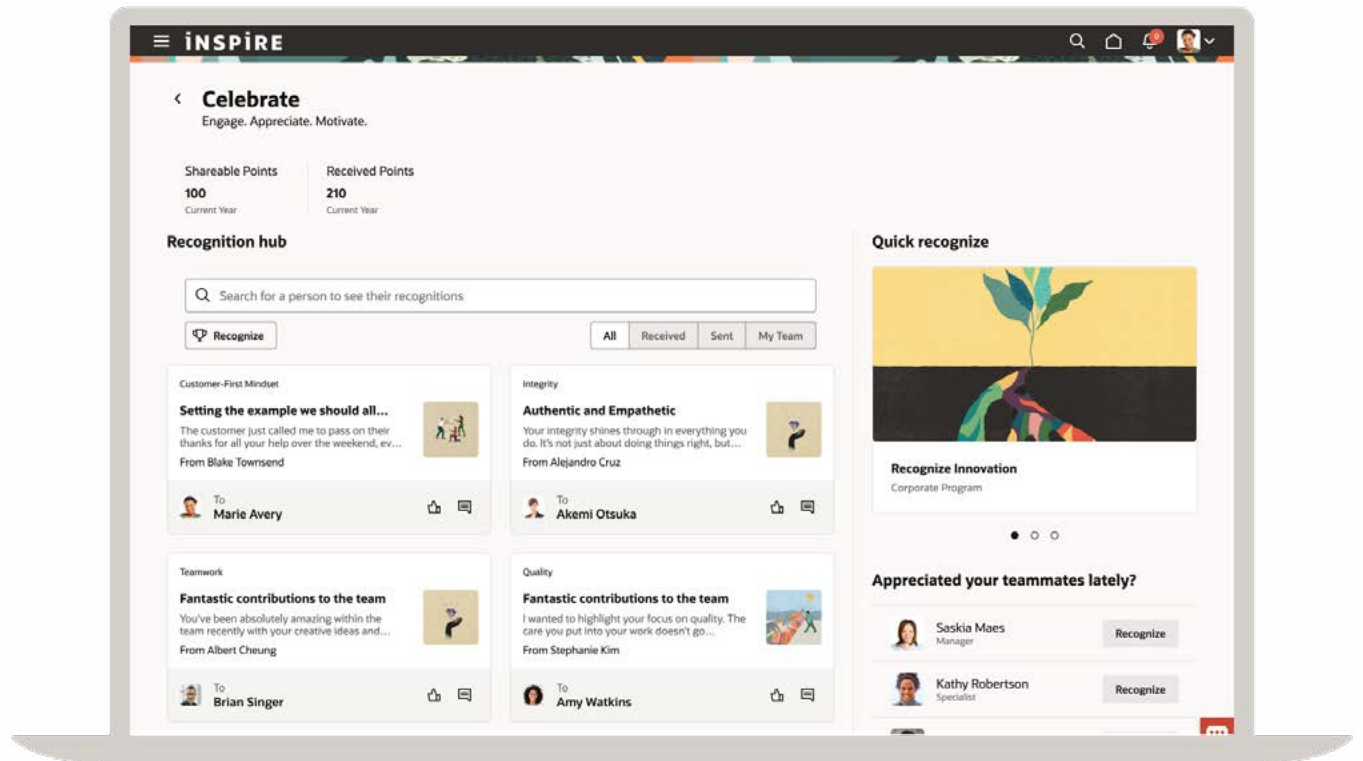 iNSPiRE
Celebrate
Engage. Appreciate. Motivate.
Shareable Points
100
Current Year
Received Points
210
Current Year
Recognition hub
Search for a person to see their recognitions
Recognize
All Received Sent My Team
Customer-First Mindset
Setting the example we should all...
The customer just called me to pass on their
thanks for all your help over the weekend, ev...
From Blake Townsend
To
Marie Avery
Integrity
Authentic and Empathetic
Your integrity shines through in everything you
do. It's not just about doing things right, but...
From Alejandro Cruz
To
Akemi Otsuka
Teamwork
Fantastic contributions to the team
You've been absolutely amazing within the
team recently with your creative ideas and...
From Albert Cheung
To
Brian Singer
Quality
Fantastic contributions to the team
I wanted to highlight your focus on quality. The
care you put into your work doesn't go...
From Stephanie Kim
To
Amy Watkins
Quick recognize
Recognize Innovation
Corporate Program
Appreciated your teammates lately?
Saskia Maes
Manager
Recognize
Kathy Robertson
Specialist
Recognize